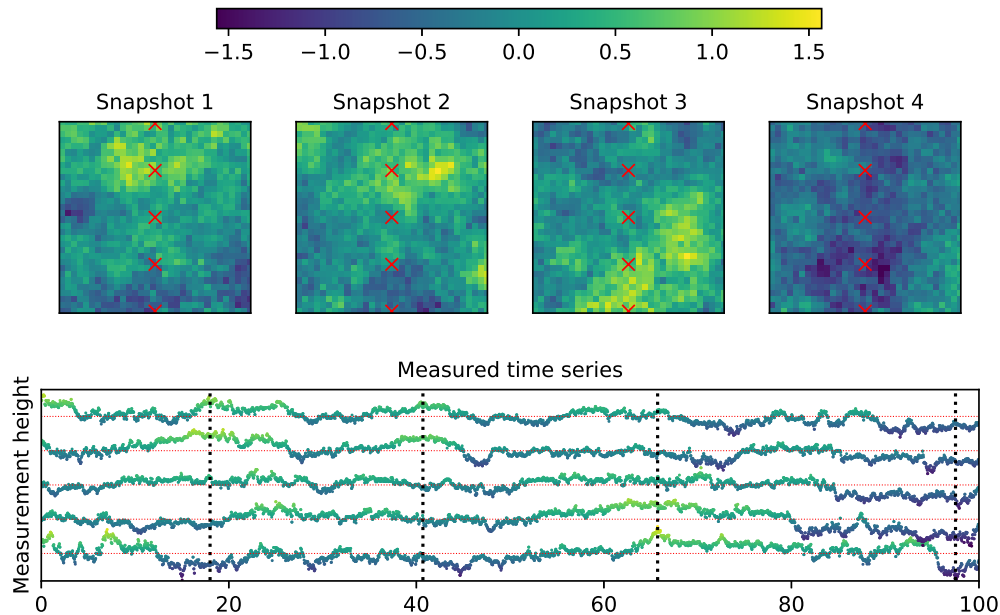 −1.5 −1.0 −0.5 0.0 0.5 1.0 1.5
Snapshot 1 Snapshot 2 Snapshot 3 Snapshot 4
Measured time series
Measurement height
0 20 40 60 80 100